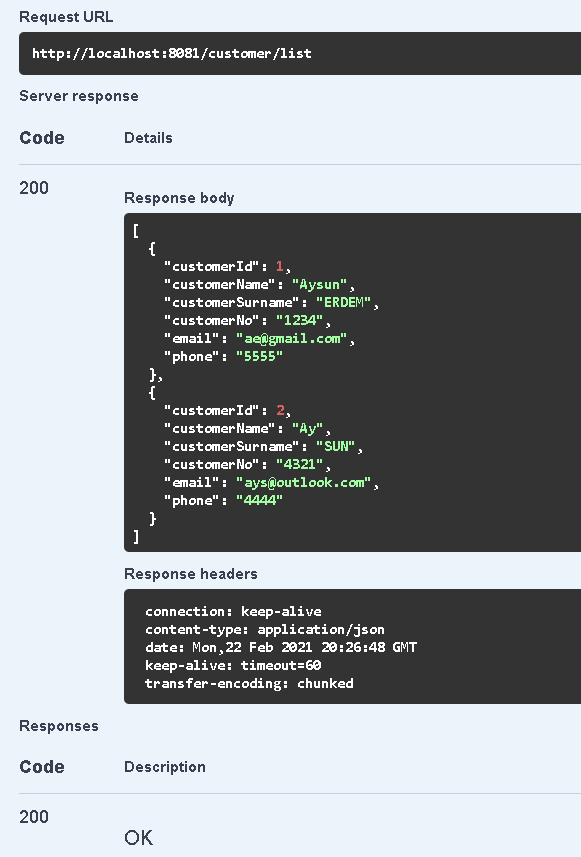 Request URL
http://localhost:8081/customer/list
Server response
Code Details
200
Response body
[
  {
    "customerId": 1,
    "customerName": "Aysun",
    "customerSurname": "ERDEM",
    "customerNo": "1234",
    "email": "ae@gmail.com",
    "phone": "5555"
  },
  {
    "customerId": 2,
    "customerName": "Ay",
    "customerSurname": "SUN",
    "customerNo": "4321",
    "email": "ays@outlook.com",
    "phone": "4444"
  }
]
Response headers
connection: keep-alive
content-type: application/json
date: Mon,22 Feb 2021 20:26:48 GMT
keep-alive: timeout=60
transfer-encoding: chunked
Responses
Code Description
200
OK